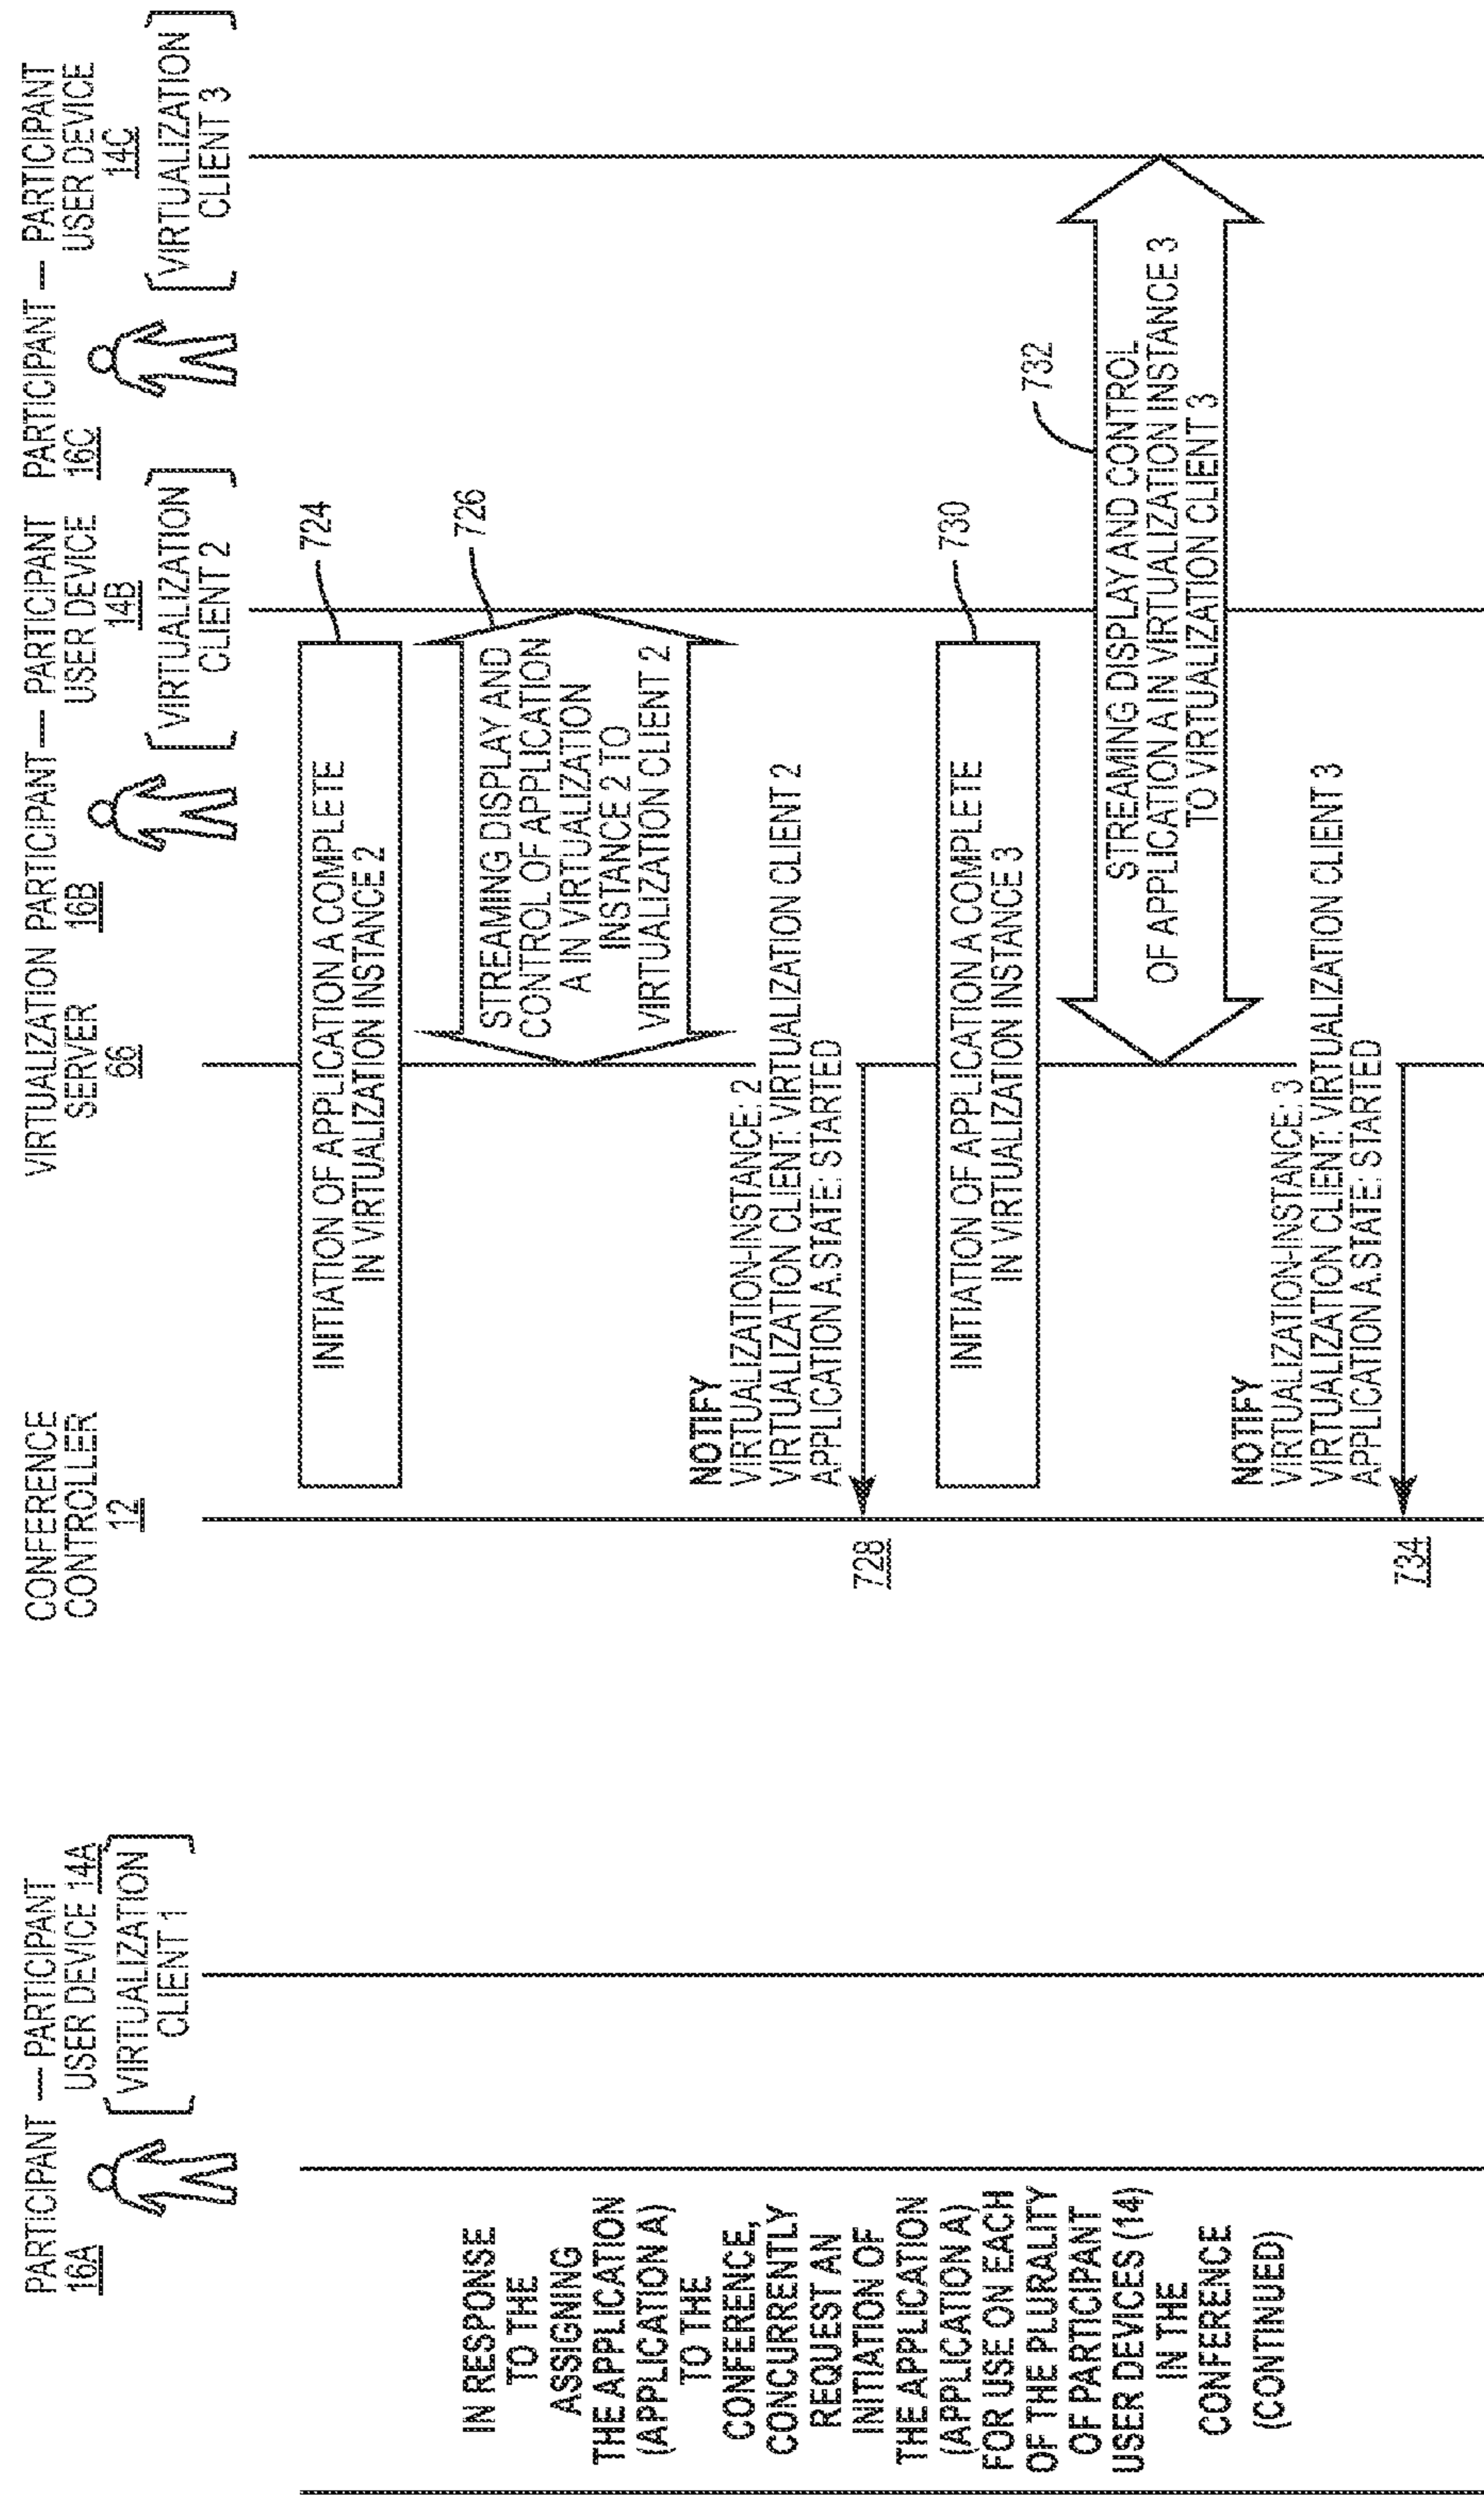 PARTICIPANT — PARTICIPANT
16A
USER DEVICE 14A
VIRTUALIZATION
CLIENT 1
CONFERENCE
CONTROLLER
12
VIRTUALIZATION
SERVER
66
PARTICIPANT — PARTICIPANT
16B
USER DEVICE
14B
VIRTUALIZATION
CLIENT 2
PARTICIPANT — PARTICIPANT
16C
USER DEVICE
14C
VIRTUALIZATION
CLIENT 3
IN RESPONSE
TO THE
ASSIGNING
THE APPLICATION
(APPLICATION A)
TO THE
CONFERENCE,
CONCURRENTLY
REQUEST AN
INITIATION OF
THE APPLICATION
(APPLICATION A)
FOR USE ON EACH
OF THE PLURALITY
OF PARTICIPANT
USER DEVICES (14)
IN THE
CONFERENCE
(CONTINUED)
INITIATION OF APPLICATION A COMPLETE
IN VIRTUALIZATION INSTANCE 2
724
STREAMING DISPLAY AND
CONTROL OF APPLICATION
A IN VIRTUALIZATION
INSTANCE 2 TO
VIRTUALIZATION CLIENT 2
726
NOTIFY
VIRTUALIZATION-INSTANCE: 2
VIRTUALIZATION CLIENT: VIRTUALIZATION CLIENT 2
APPLICATION A.STATE: STARTED
728
INITIATION OF APPLICATION A COMPLETE
IN VIRTUALIZATION INSTANCE 3
730
STREAMING DISPLAY AND CONTROL
OF APPLICATION A IN VIRTUALIZATION INSTANCE 3
TO VIRTUALIZATION CLIENT 3
732
NOTIFY
VIRTUALIZATION-INSTANCE: 3
VIRTUALIZATION CLIENT: VIRTUALIZATION CLIENT 3
APPLICATION A.STATE: STARTED
734